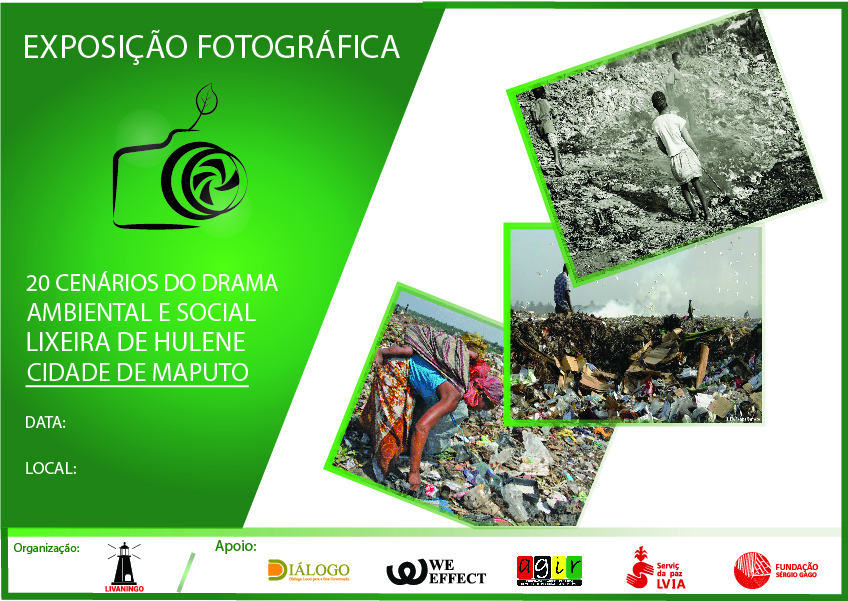 EXPOSIÇÃO FOTOGRÁFICA
20 CENÁRIOS DO DRAMA
AMBIENTAL E SOCIAL
LIXEIRA DE HULENE
CIDADE DE MAPUTO
DATA:
LOCAL:
Organização:
LIVANINGO
Apoio:
DIÁLOGO
WE
EFFECT
agir
Serviç
da paz
LVIA
FUNDAÇÃO
SÉRGIO GÀGO